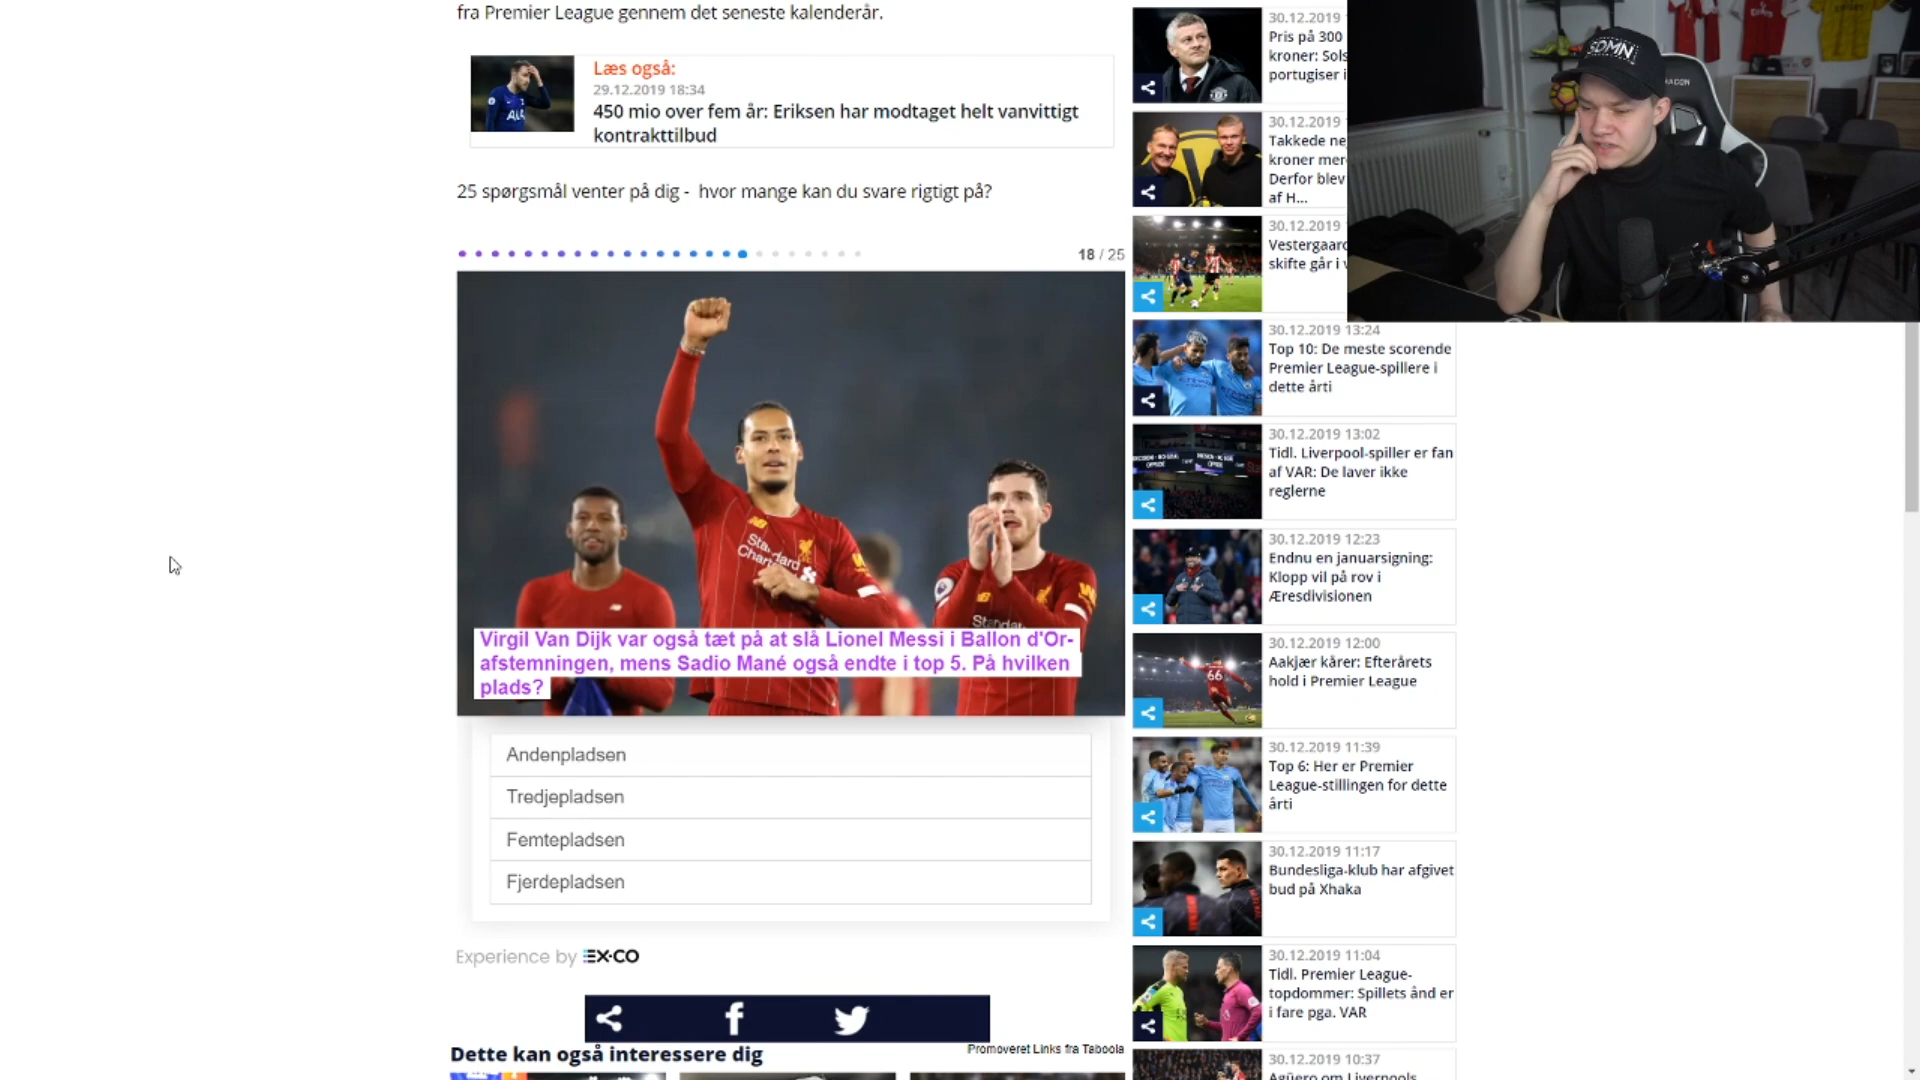 fra Premier League gennem det seneste kalenderår.
Læs også:
29.12.2019 18:34
450 mio over fem år: Eriksen har modtaget helt vanvittigt
kontrakttilbud
25 spørgsmål venter på dig - hvor mange kan du svare rigtigt på?
18 / 25
Standard
Chartered
Standard
Virgil Van Dijk var også tæt på at slå Lionel Messi i Ballon d'Or-
afstemningen, mens Sadio Mané også endte i top 5. På hvilken
plads?
Andenpladsen
Tredjepladsen
Femtepladsen
Fjerdepladsen
Experience by EX·CO
Dette kan også interessere dig
Promoveret Links fra Taboola
30.12.2019
Pris på 300
kroner: Sols
portugiser i
30.12.2019
Takkede ne
kroner mer
Derfor blev
af H...
30.12.2019
Vestergaard
skifte går i v
30.12.2019 13:24
Top 10: De meste scorende
Premier League-spillere i
dette årti
30.12.2019 13:02
Tidl. Liverpool-spiller er fan
af VAR: De laver ikke
reglerne
30.12.2019 12:23
Endnu en januarsigning:
Klopp vil på rov i
Æresdivisionen
30.12.2019 12:00
Aakjær kårer: Efterårets
hold i Premier League
66
30.12.2019 11:39
Top 6: Her er Premier
League-stillingen for dette
årti
30.12.2019 11:17
Bundesliga-klub har afgivet
bud på Xhaka
30.12.2019 11:04
Tidl. Premier League-
topdommer: Spillets ånd er
i fare pga. VAR
30.12.2019 10:37
Agüero om Liverpools
SDMN